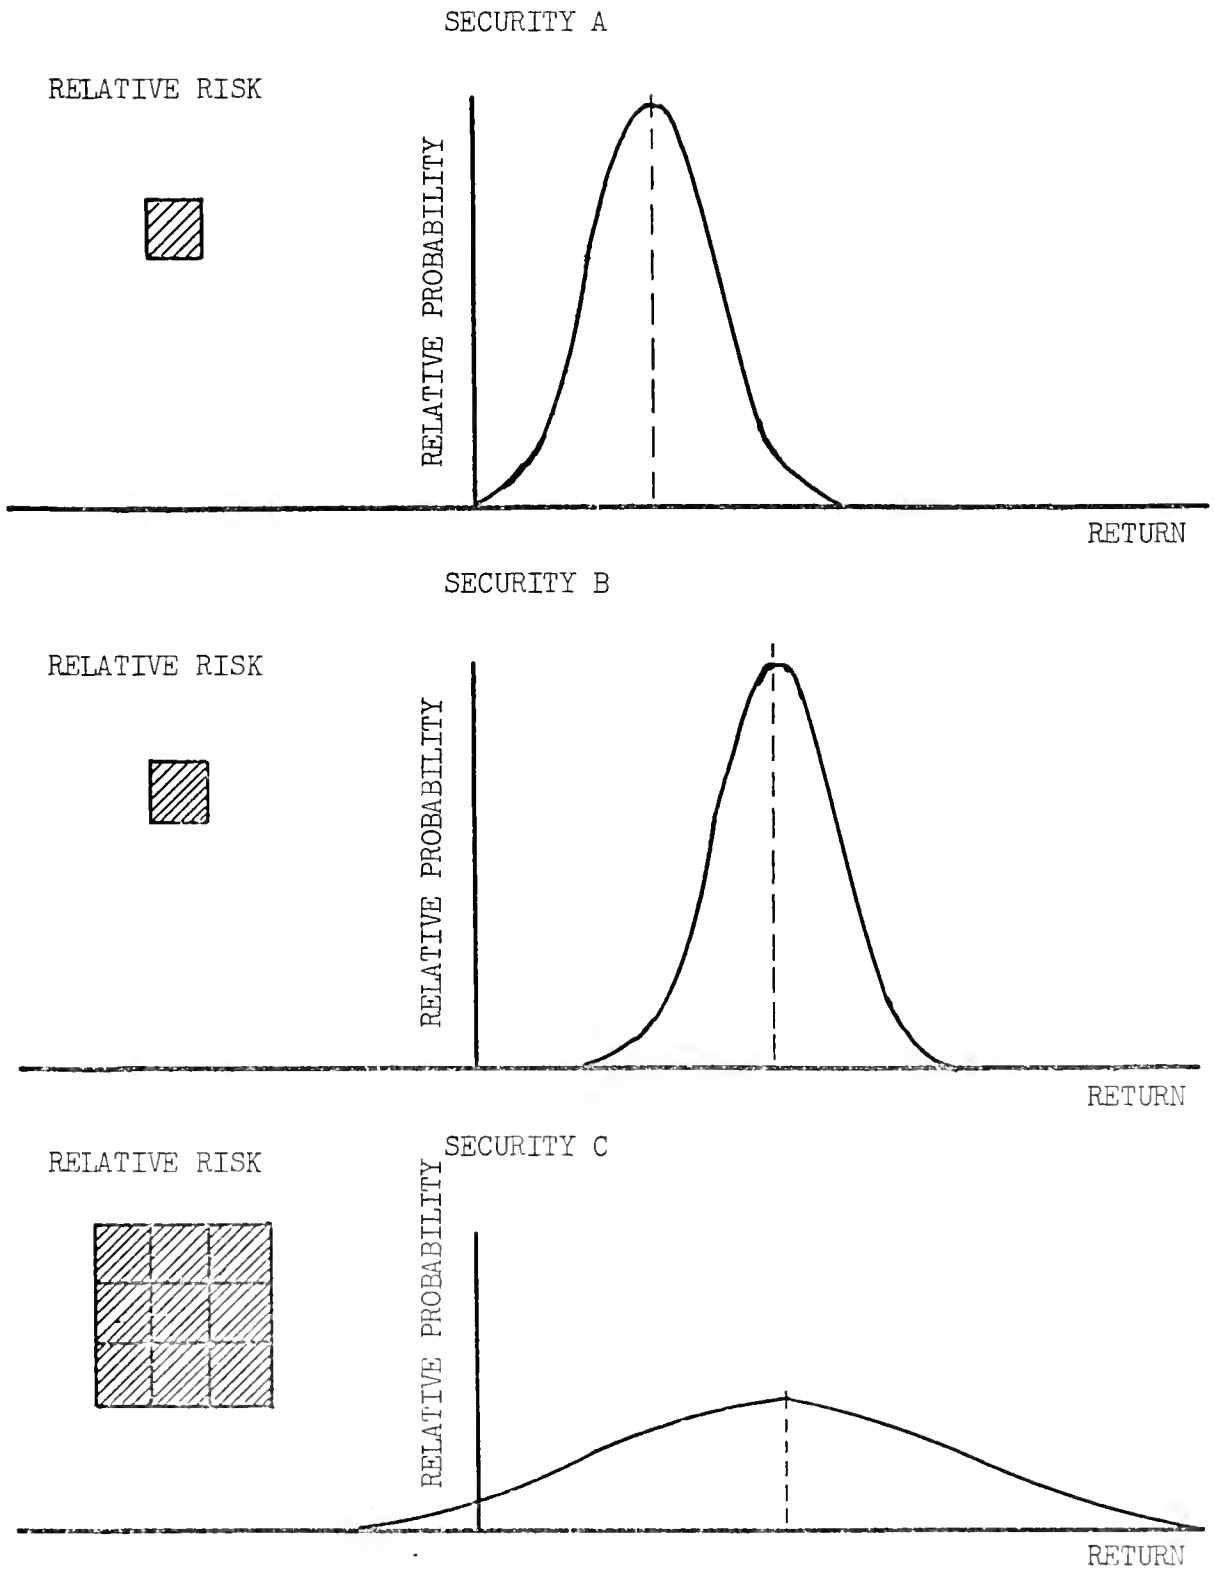 SECURITY A
RELATIVE RISK
RELATIVE PROBABILITY
RETURN
SECURITY B
RELATIVE RISK
RELATIVE PROBABILITY
RETURN
SECURITY C
RELATIVE RISK
RELATIVE PROBABILITY
RETURN